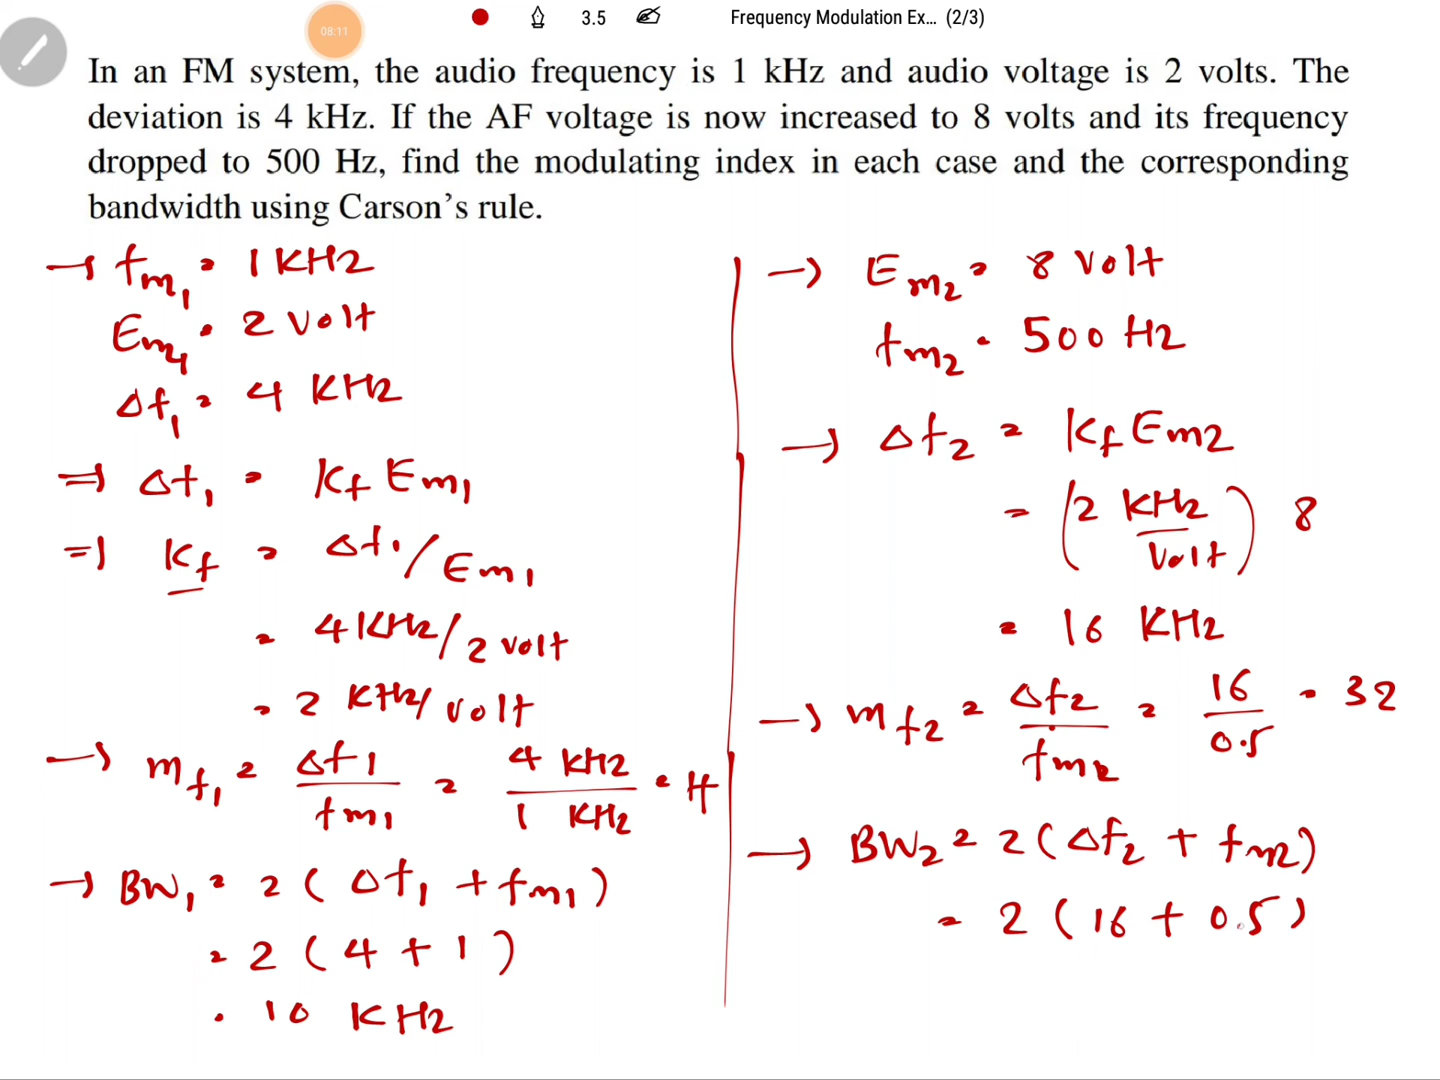 08:11
3.5
Frequency Modulation Ex... (2/3)
In an FM system, the audio frequency is 1 kHz and audio voltage is 2 volts. The
deviation is 4 kHz. If the AF voltage is now increased to 8 volts and its frequency
dropped to 500 Hz, find the modulating index in each case and the corresponding
bandwidth using Carson's rule.
→ fm₁ = 1 KHz
Em₁ = 2 volt
Δf₁ = 4 KHz
⇒ Δf₁ = Kf Em₁
⇒ Kf = Δf₁/Em₁
= 4 KHz/2 volt
= 2 KHz/volt
→ mf₁ = Δf₁/fm₁ = 4 KHz/1 KHz = 4
→ BW₁ = 2(Δf₁ + fm₁)
= 2(4 + 1)
= 10 KHz
→ Em₂ = 8 volt
fm₂ = 500 Hz
→ Δf₂ = Kf Em₂
= (2 KHz/Volt) 8
= 16 KHz
→ mf₂ = Δf₂/fm₂ = 16/0.5 = 32
→ BW₂ = 2(Δf₂ + fm₂)
= 2(16 + 0.5)